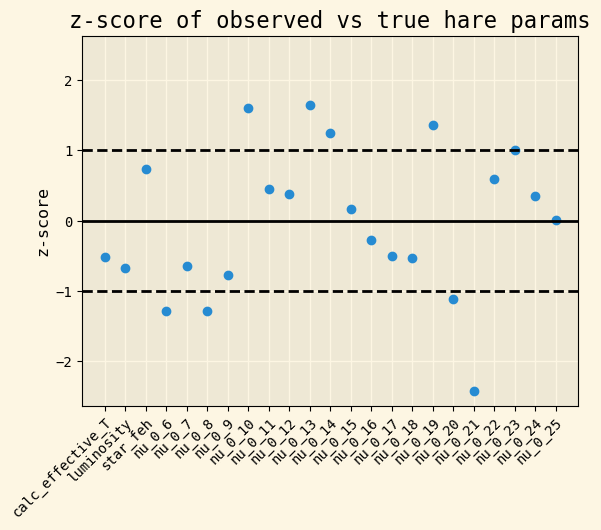 z-score of observed vs true hare params
z-score
2
1
0
−1
−2
calc_effective_T
luminosity
star_feh
nu_0_6
nu_0_7
nu_0_8
nu_0_9
nu_0_10
nu_0_11
nu_0_12
nu_0_13
nu_0_14
nu_0_15
nu_0_16
nu_0_17
nu_0_18
nu_0_19
nu_0_20
nu_0_21
nu_0_22
nu_0_23
nu_0_24
nu_0_25